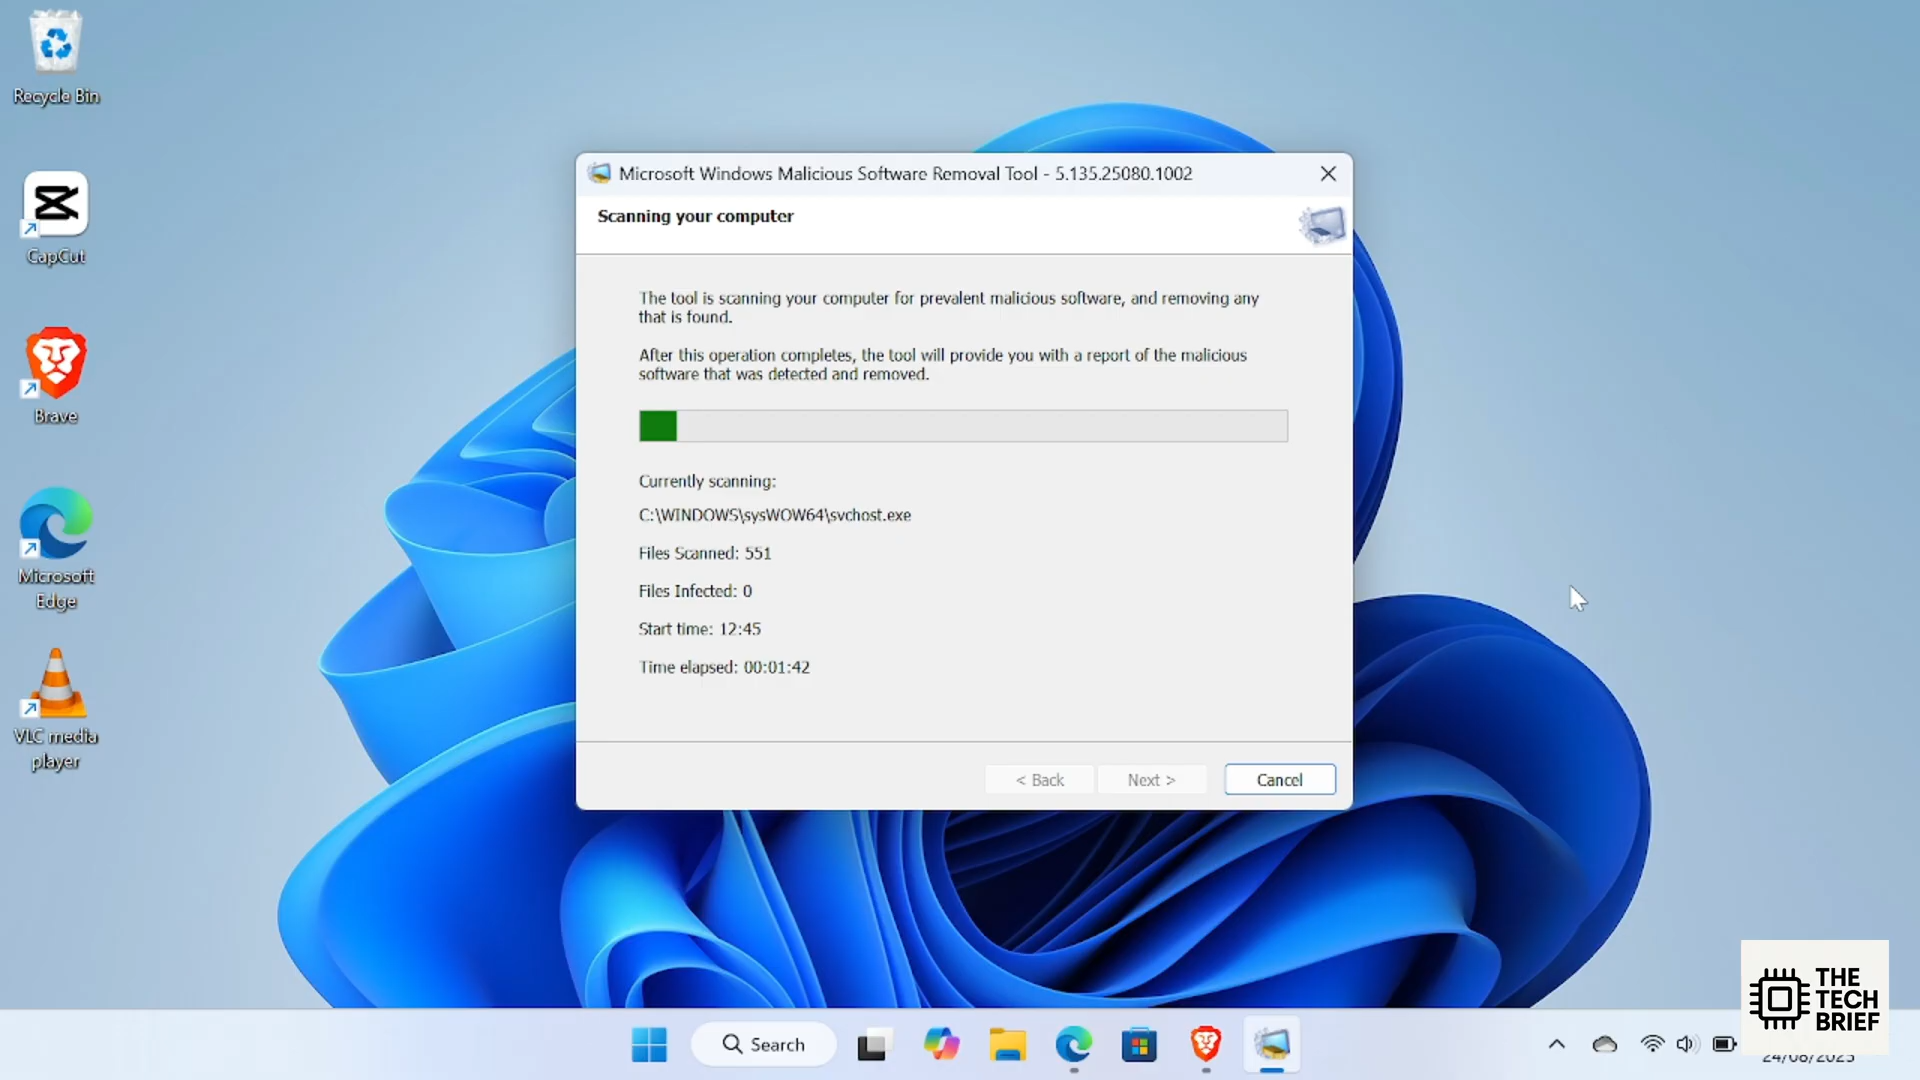 Recycle Bin
CapCut
Brave
Microsoft
Edge
VLC media
player
Microsoft Windows Malicious Software Removal Tool - 5.135.25080.1002
Scanning your computer
The tool is scanning your computer for prevalent malicious software, and removing any
that is found.
After this operation completes, the tool will provide you with a report of the malicious
software that was detected and removed.
Currently scanning:
C:\WINDOWS\sysWOW64\svchost.exe
Files Scanned: 551
Files Infected: 0
Start time: 12:45
Time elapsed: 00:01:42
< Back
Next >
Cancel
Search
THE
TECH
BRIEF
24/08/2025